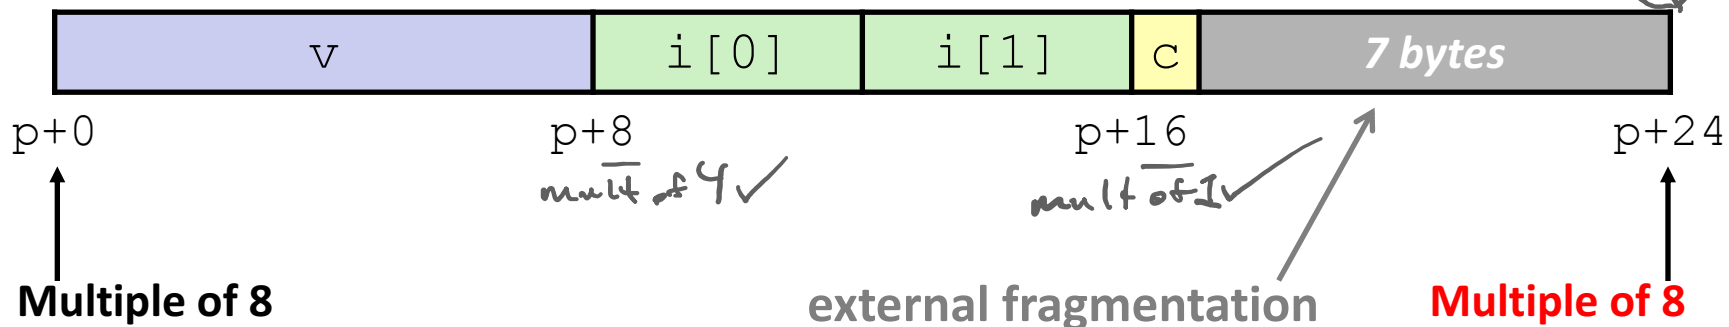 v i[0] i[1] c 7 bytes
p+0 p+8 p+16 p+24
mult of 4 ✓ mult of 1 ✓
Multiple of 8 external fragmentation Multiple of 8